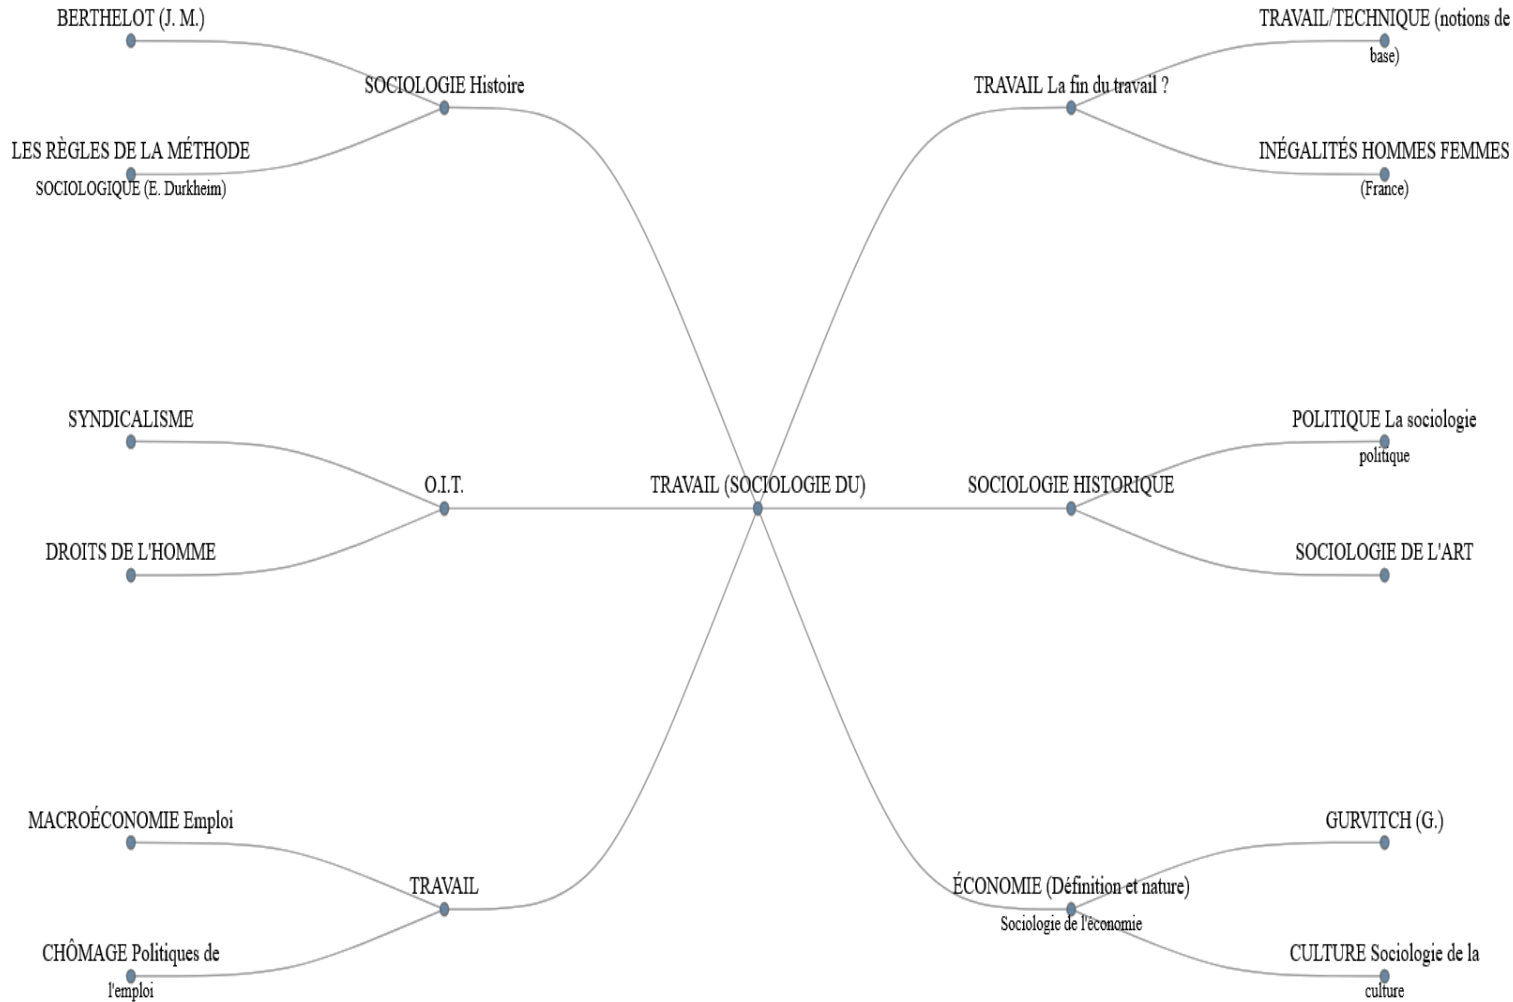 BERTHELOT (J. M.)
TRAVAIL/TECHNIQUE (notions de
base)
SOCIOLOGIE Histoire
TRAVAIL La fin du travail ?
LES RÈGLES DE LA MÉTHODE
SOCIOLOGIQUE (E. Durkheim)
INÉGALITÉS HOMMES FEMMES
(France)
SYNDICALISME
POLITIQUE La sociologie
politique
O.I.T.
TRAVAIL (SOCIOLOGIE DU)
SOCIOLOGIE HISTORIQUE
DROITS DE L'HOMME
SOCIOLOGIE DE L'ART
MACROÉCONOMIE Emploi
GURVITCH (G.)
TRAVAIL
ÉCONOMIE (Définition et nature)
Sociologie de l'économie
CHÔMAGE Politiques de
l'emploi
CULTURE Sociologie de la
culture